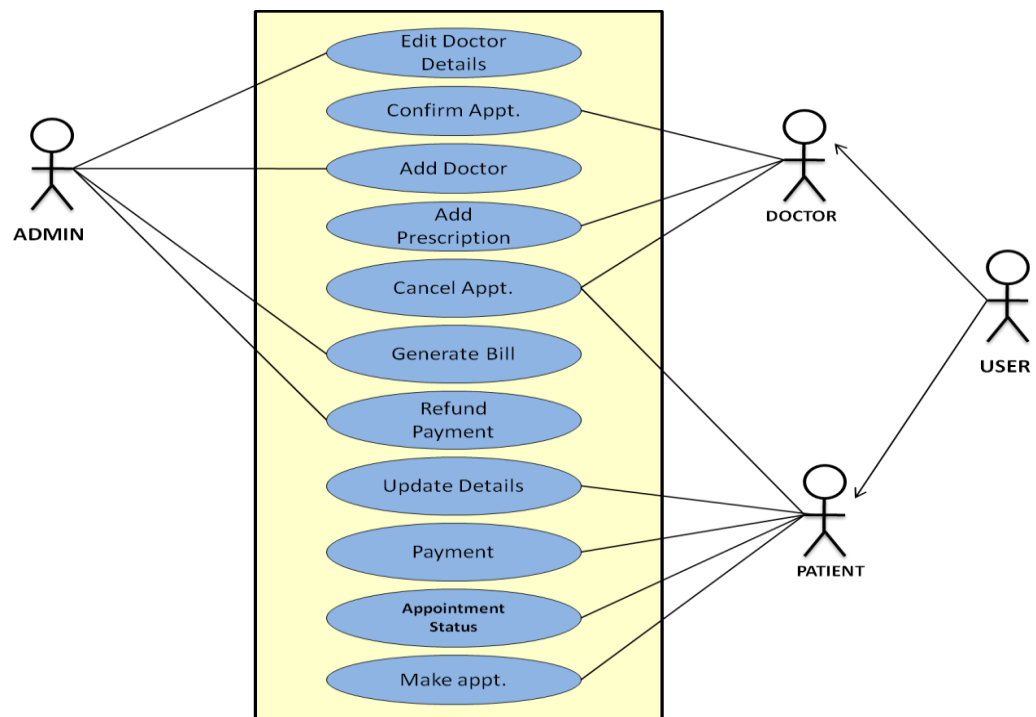 Edit Doctor
Details
Confirm Appt.
Add Doctor
Add
Prescription
Cancel Appt.
Generate Bill
Refund
Payment
Update Details
Payment
Appointment
Status
Make appt.
ADMIN
DOCTOR
USER
PATIENT